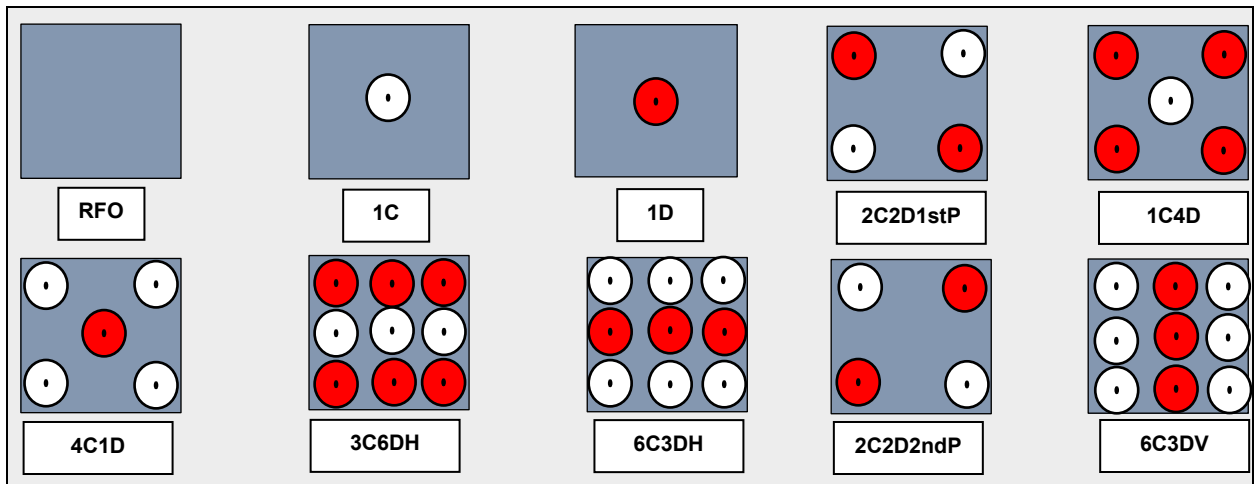 RFO
1C
1D
2C2D1stP
1C4D
4C1D
3C6DH
6C3DH
2C2D2ndP
6C3DV